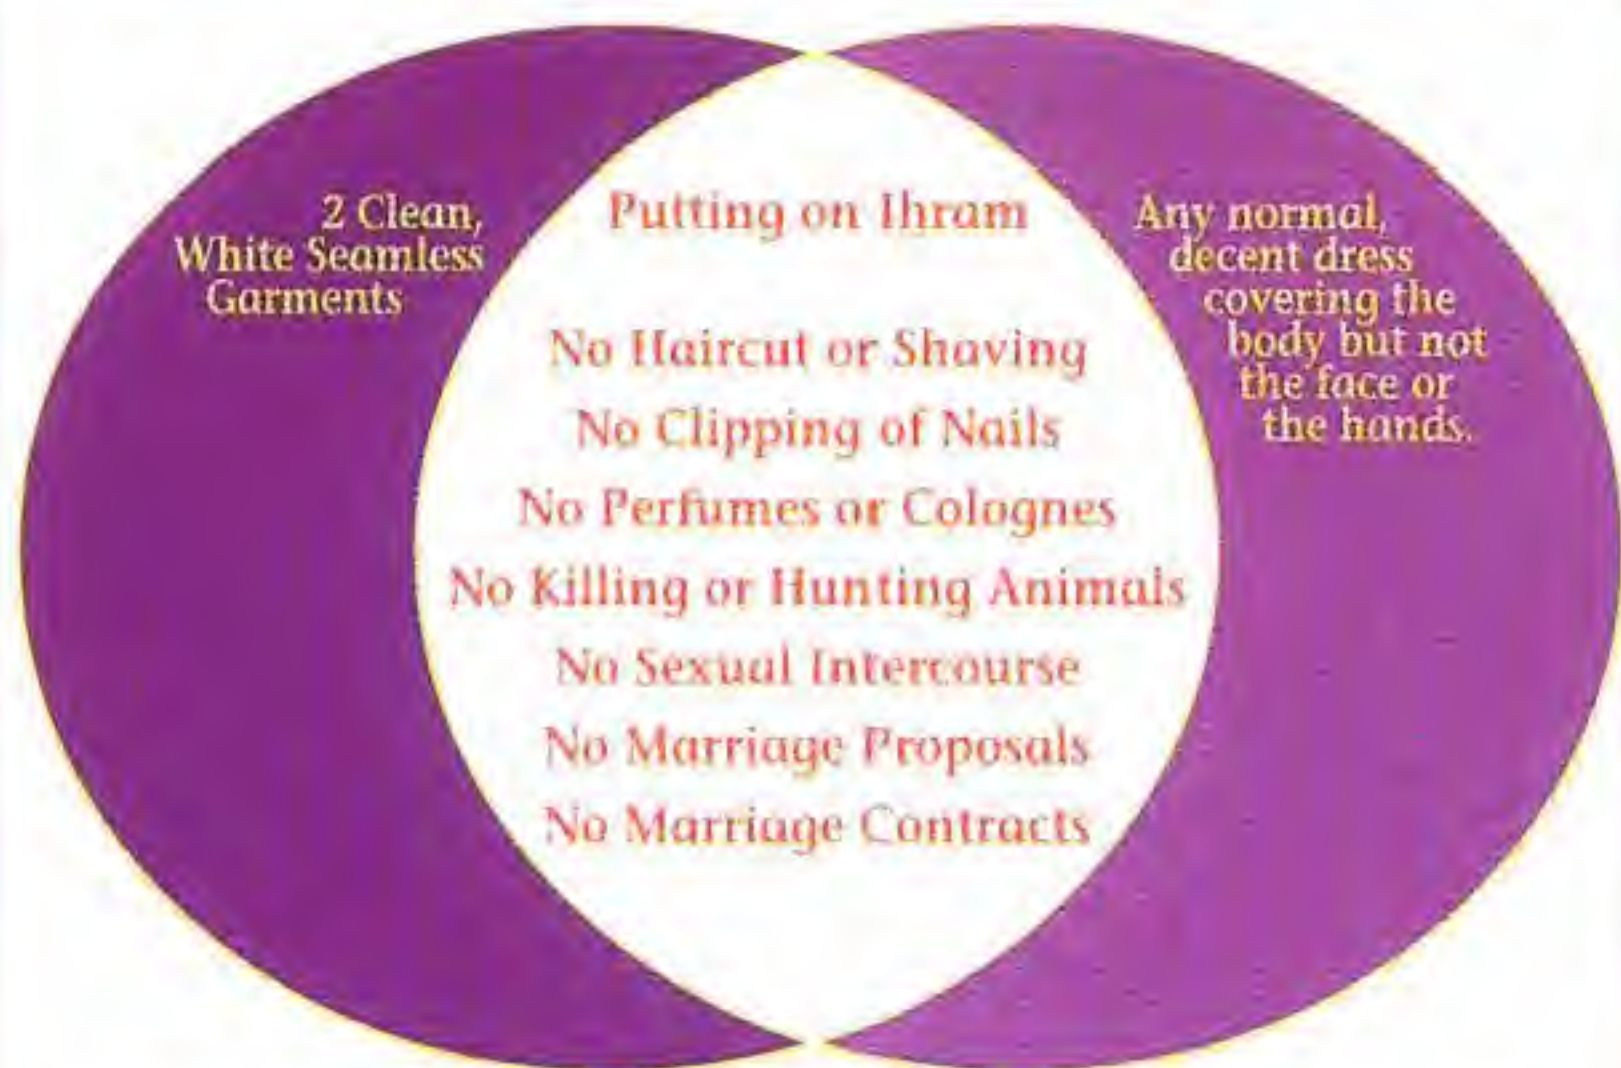 2 Clean,
White Seamless
Garments
Putting on Ihram
No Haircut or Shaving
No Clipping of Nails
No Perfumes or Colognes
No Killing or Hunting Animals
No Sexual Intercourse
No Marriage Proposals
No Marriage Contracts
Any normal,
decent dress
covering the
body but not
the face or
the hands.